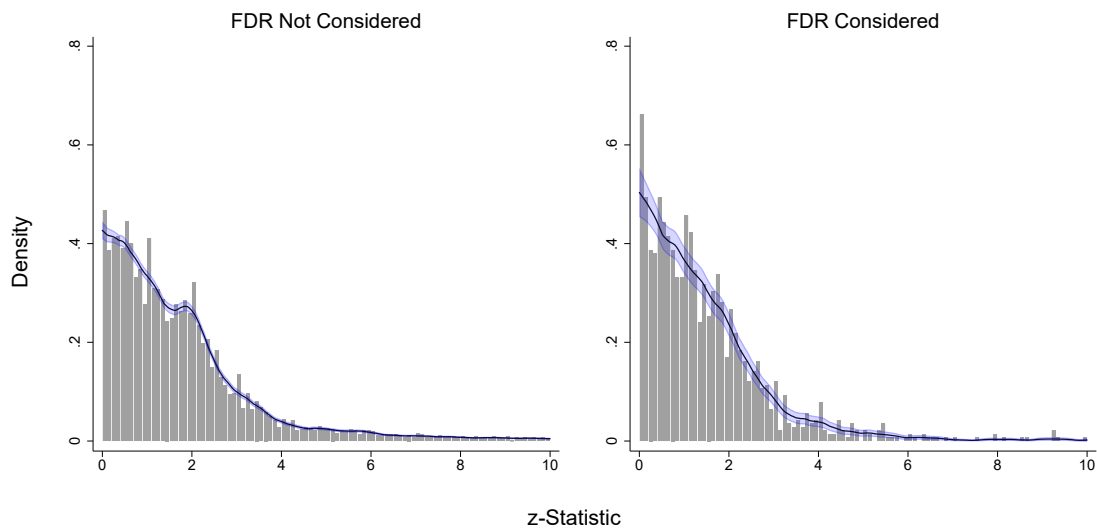 FDR Not Considered
FDR Considered
Density
.8
.6
.4
.2
0
0 2 4 6 8 10
.8
.6
.4
.2
0
0 2 4 6 8 10
z-Statistic